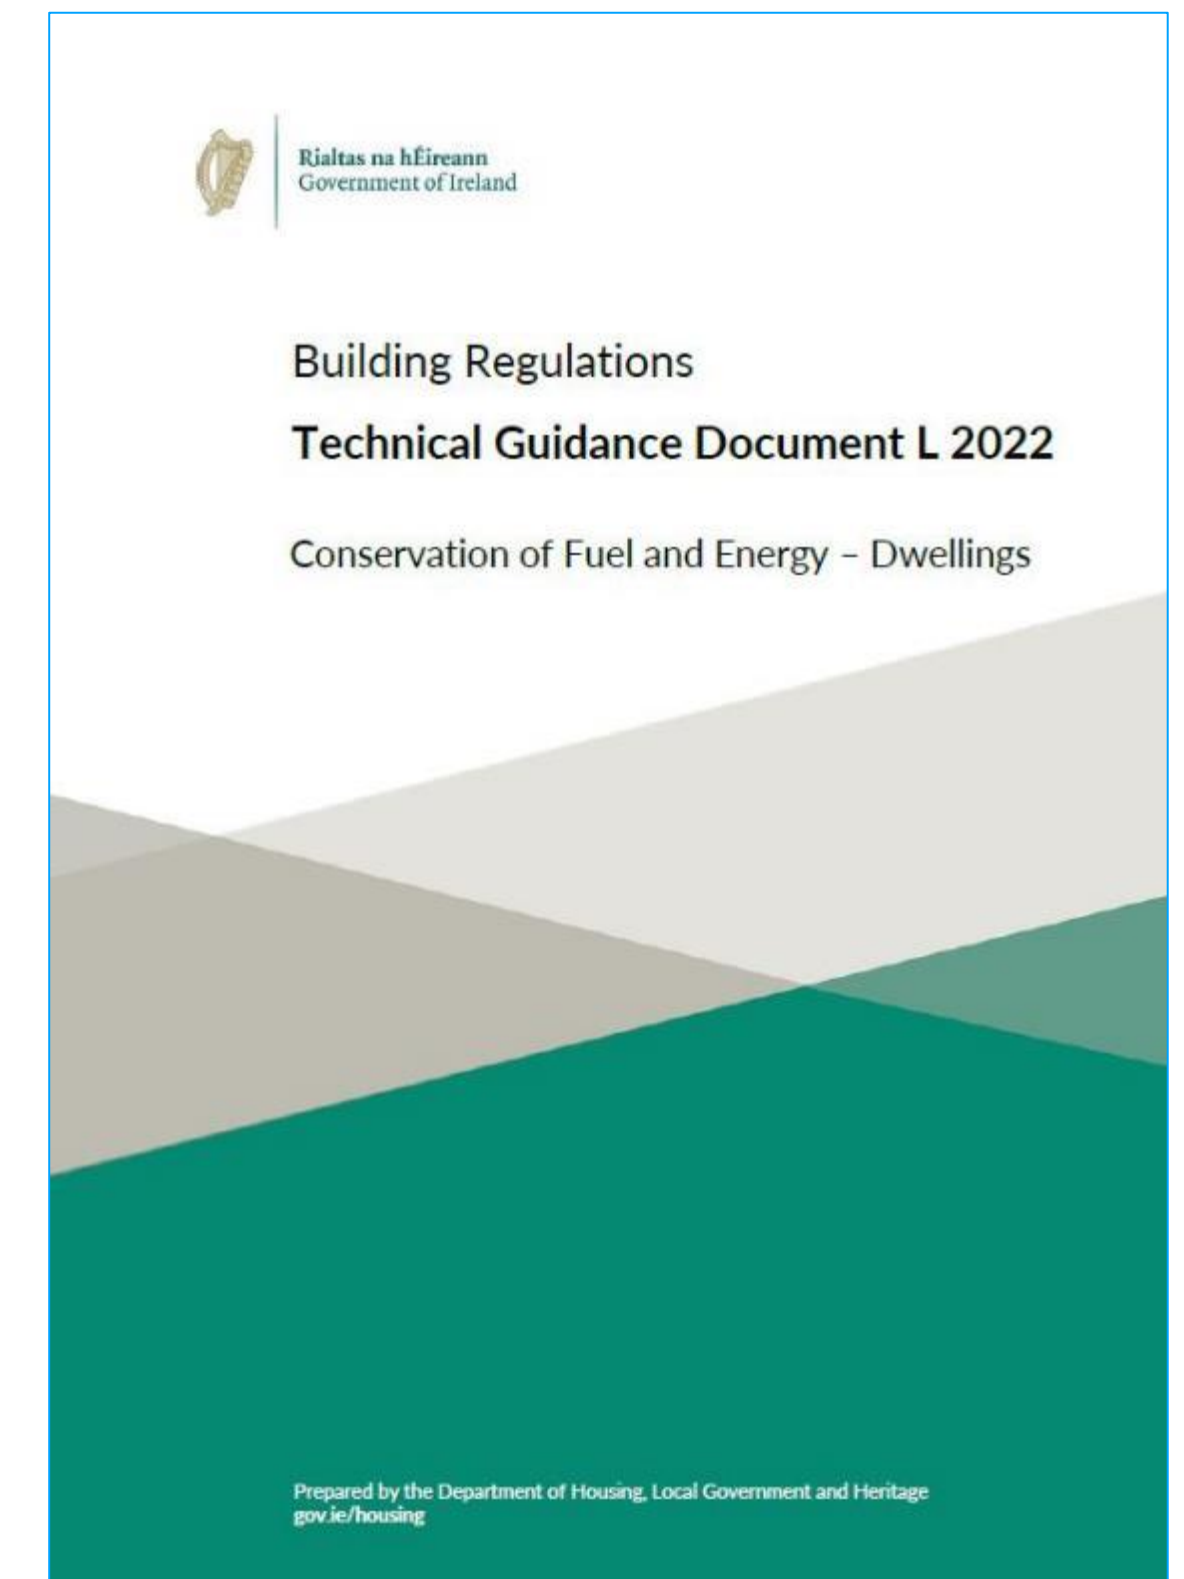 Rialtas na hÉireann
Government of Ireland
Building Regulations
Technical Guidance Document L 2022
Conservation of Fuel and Energy – Dwellings
Prepared by the Department of Housing, Local Government and Heritage
gov.ie/housing